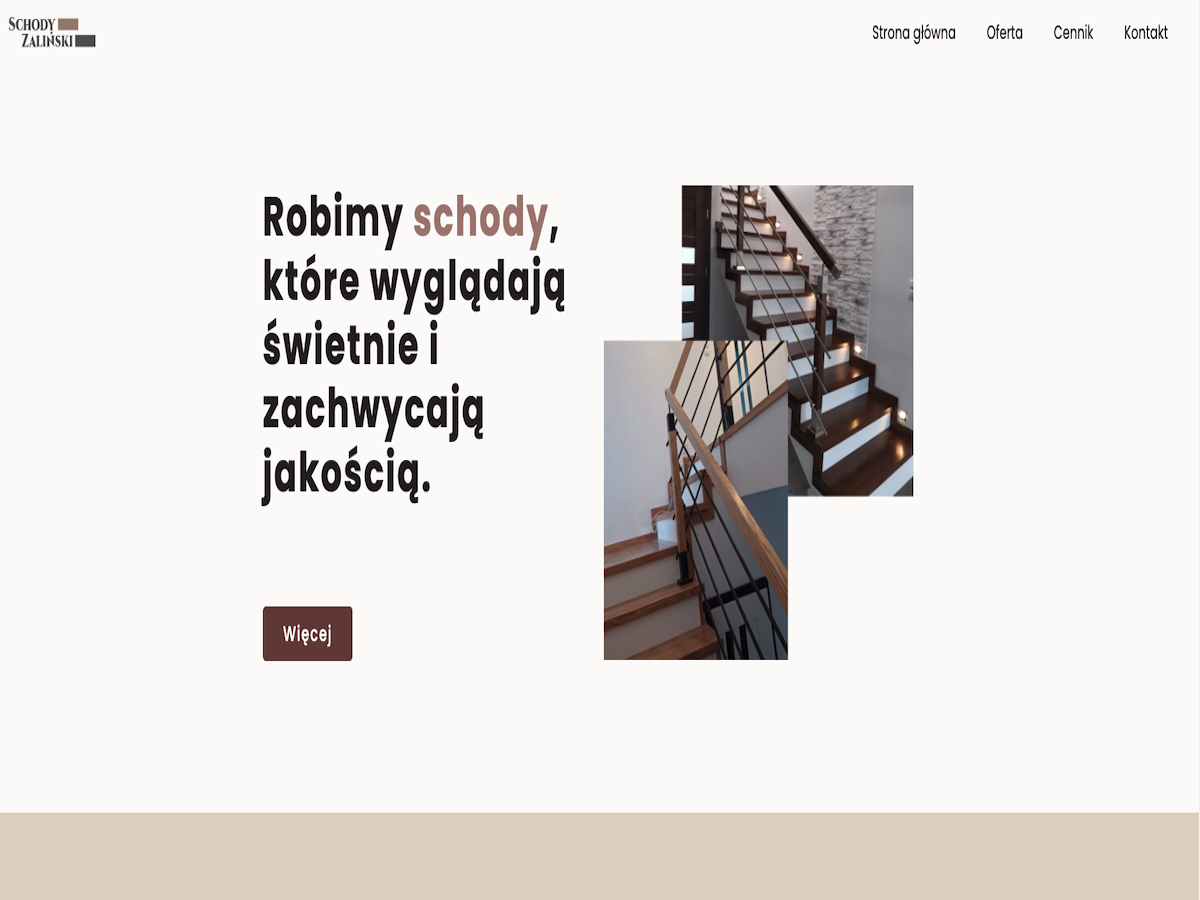 Schody
Zaliński
Strona główna Oferta Cennik Kontakt
Robimy schody,
które wyglądają
świetnie i
zachwycają
jakością.
Więcej